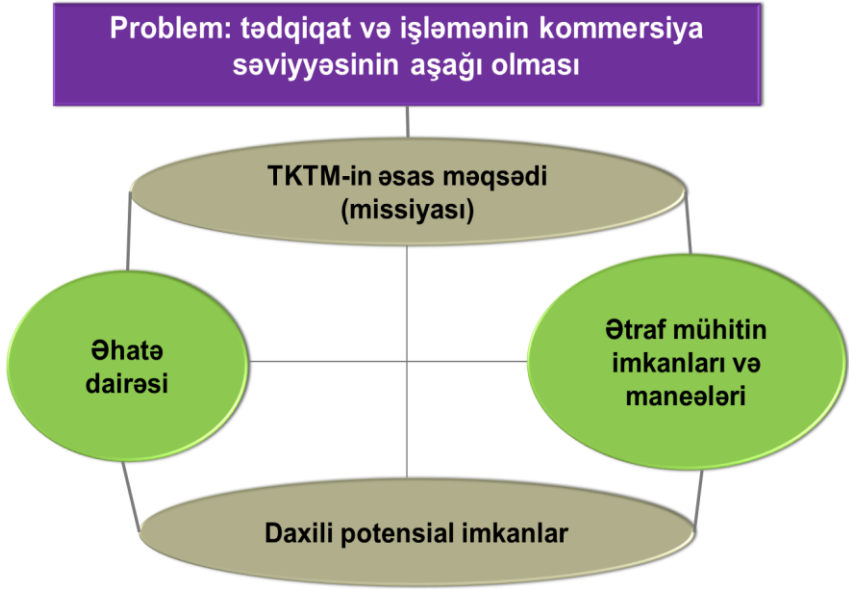 Problem: tədqiqat və işləmənin kommersiya
səviyyəsinin aşağı olması
TKTM-in əsas məqsədi
(missiyası)
Əhatə
dairəsi
Ətraf mühitin
imkanları və
maneələri
Daxili potensial imkanlar